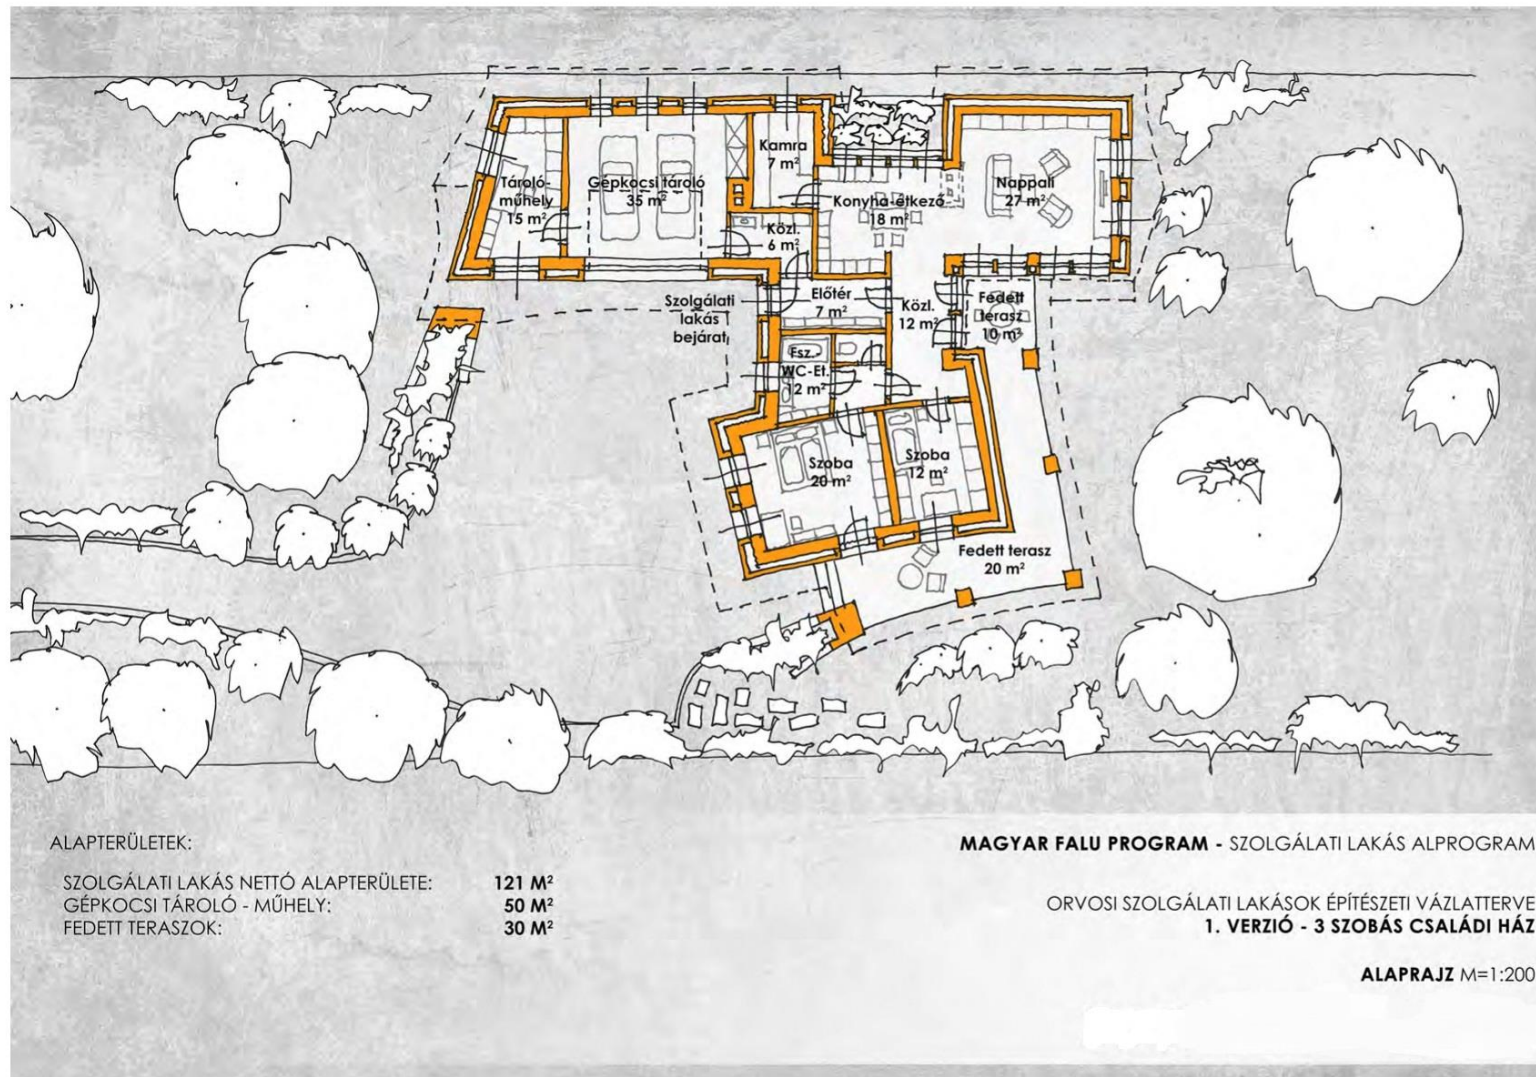 Tároló-
műhely
15 m²
Gépkocsi tároló
35 m²
Kamra
7 m²
Közl.
6 m²
Konyha-étkező
18 m²
Nappali
27 m²
Szolgálati
lakás
bejárat
Előtér
7 m²
Közl.
12 m²
Fedett
terasz
10 m²
Fsz.-
WC-Et.
12 m²
Szoba
20 m²
Szoba
12 m²
Fedett terasz
20 m²
ALAPTERÜLETEK:
SZOLGÁLATI LAKÁS NETTÓ ALAPTERÜLETE: 121 M²
GÉPKOCSI TÁROLÓ - MŰHELY: 50 M²
FEDETT TERASZOK: 30 M²
MAGYAR FALU PROGRAM - SZOLGÁLATI LAKÁS ALPROGRAM
ORVOSI SZOLGÁLATI LAKÁSOK ÉPÍTÉSZETI VÁZLATTERVE
1. VERZIÓ - 3 SZOBÁS CSALÁDI HÁZ
ALAPRAJZ M=1:200